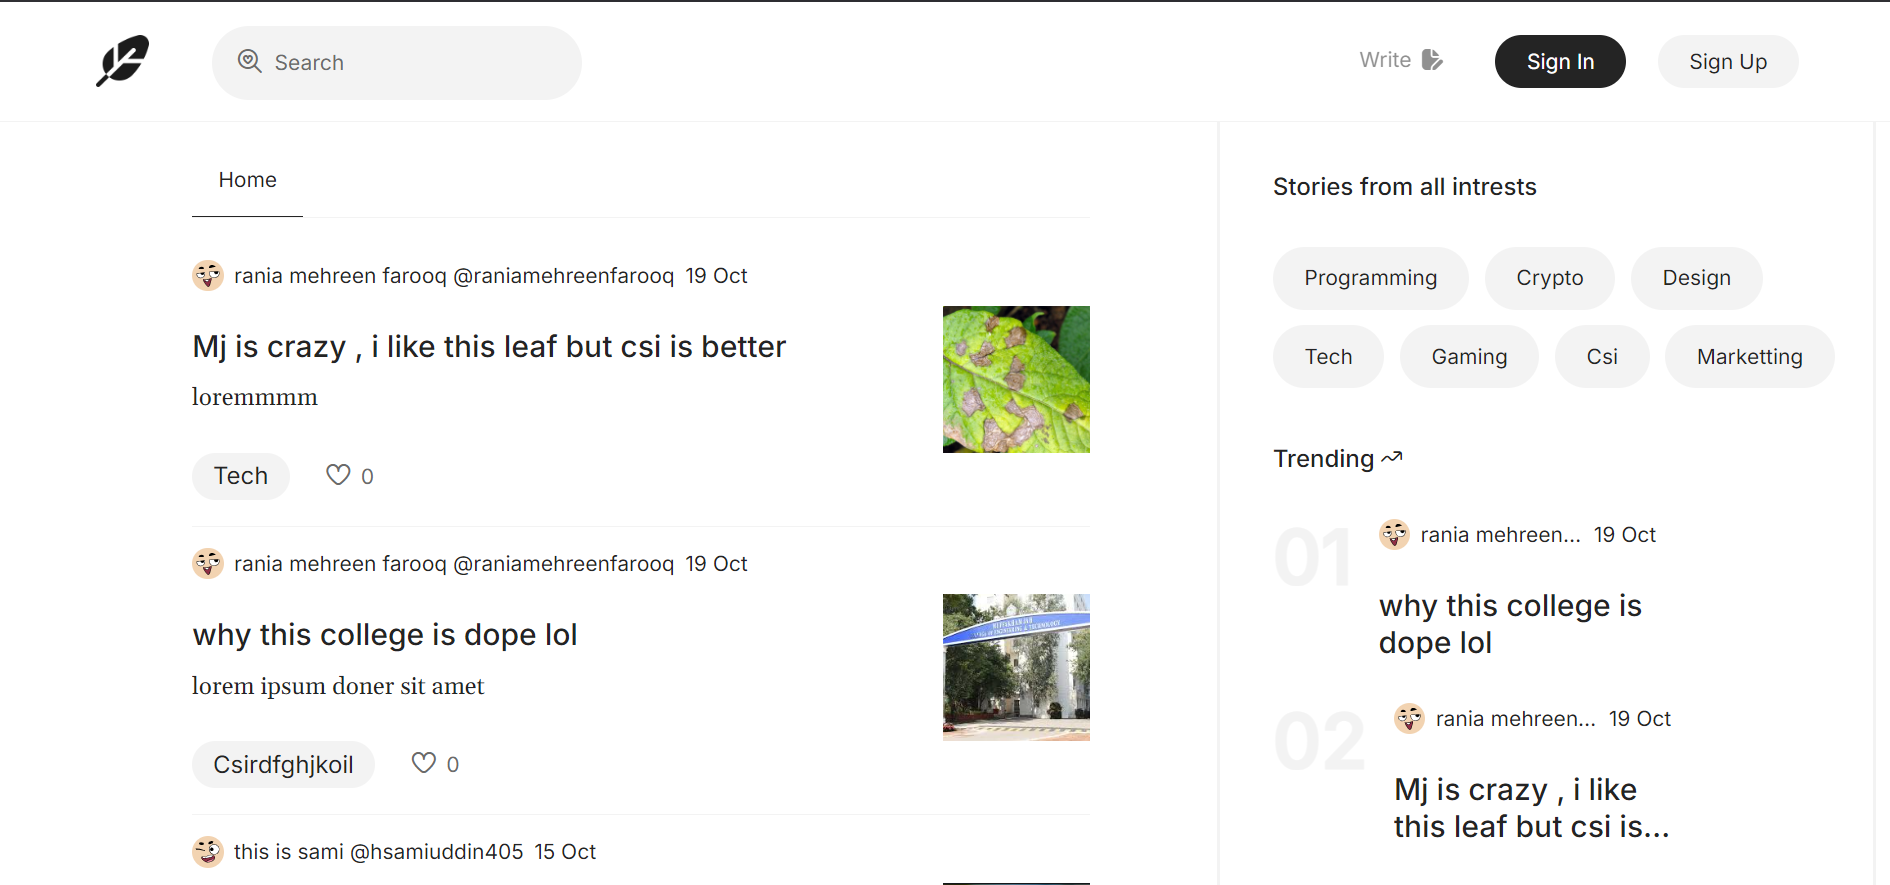 Search
Write
Sign In
Sign Up
Home
rania mehreen farooq @raniamehreenfarooq 19 Oct
Mj is crazy , i like this leaf but csi is better
loremmmm
Tech
0
rania mehreen farooq @raniamehreenfarooq 19 Oct
why this college is dope lol
lorem ipsum doner sit amet
Csirdfghjkoil
0
this is sami @hsamiuddin405 15 Oct
Stories from all intrests
Programming
Crypto
Design
Tech
Gaming
Csi
Marketting
Trending
01
rania mehreen... 19 Oct
why this college is
dope lol
02
rania mehreen... 19 Oct
Mj is crazy , i like
this leaf but csi is...